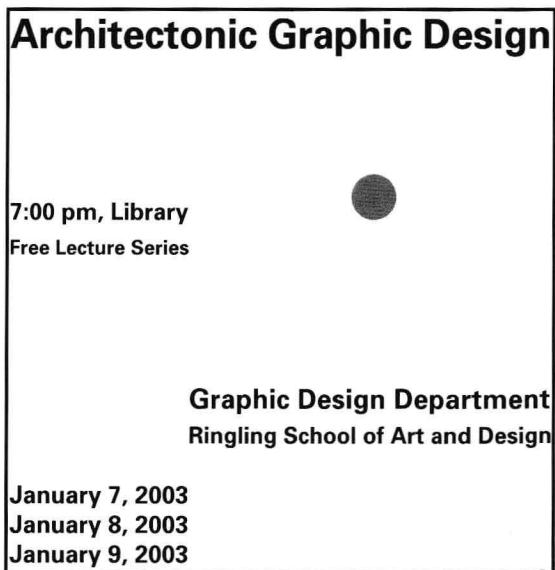 Architectonic Graphic Design
7:00 pm, Library
Free Lecture Series
Graphic Design Department
Ringling School of Art and Design
January 7, 2003
January 8, 2003
January 9, 2003